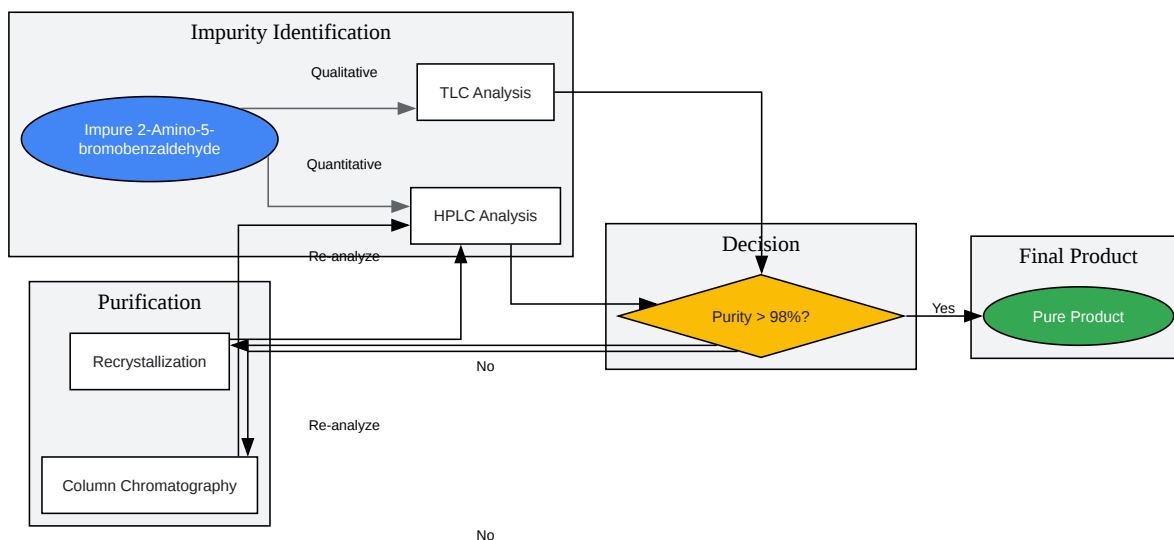 Impurity Identification
Qualitative
TLC Analysis
Impure 2-Amino-5-
bromobenzaldehyde
Quantitative
HPLC Analysis
Re-analyze
Decision
Final Product
Purification
Yes
Purity > 98%?
Pure Product
Recrystallization
No
Re-analyze
Column Chromatography
No